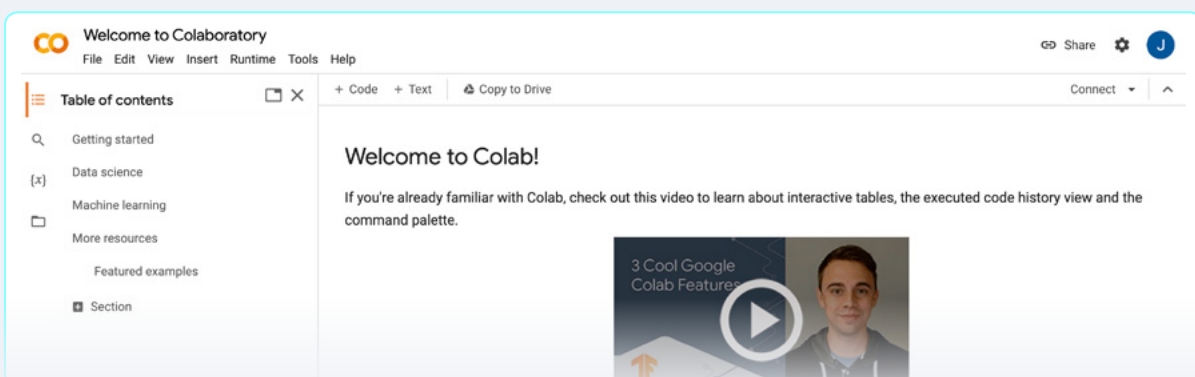 CO
Welcome to Colaboratory
File Edit View Insert Runtime Tools Help
Share
J
Table of contents
+ Code + Text
Copy to Drive
Connect
Getting started
Data science
{x}
Machine learning
More resources
Featured examples
Section
Welcome to Colab!
If you're already familiar with Colab, check out this video to learn about interactive tables, the executed code history view and the
command palette.
3 Cool Google
Colab Features